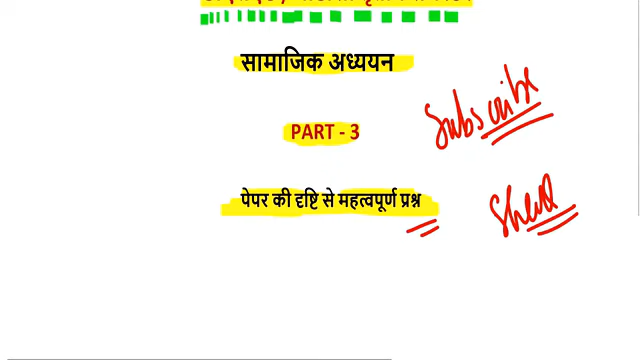 सामाजिक अध्ययन
PART - 3
Subscribe
पेपर की दृष्टि से महत्वपूर्ण प्रश्न
Share